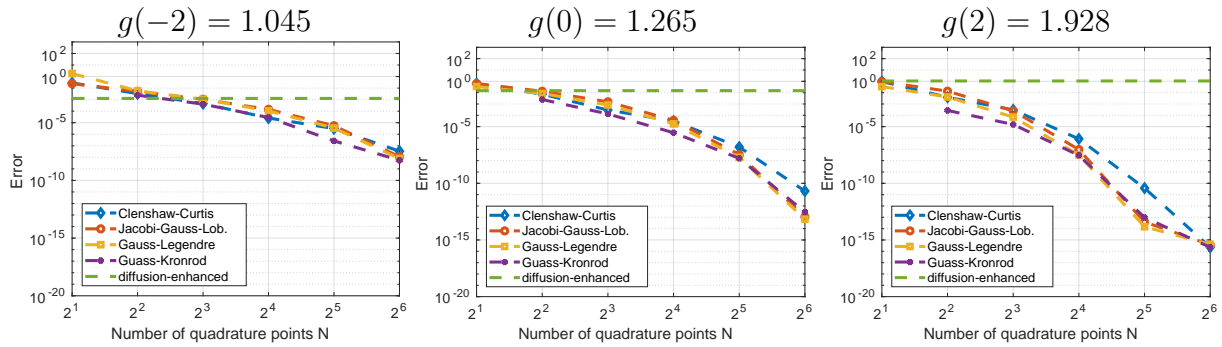 g(−2) = 1.045
10^2
10^0
10^-5
10^-10
10^-15
10^-20
Error
Clenshaw-Curtis
Jacobi-Gauss-Lob.
Gauss-Legendre
Guass-Kronrod
diffusion-enhanced
2^1 2^2 2^3 2^4 2^5 2^6
Number of quadrature points N
g(0) = 1.265
10^2
10^0
10^-5
10^-10
10^-15
10^-20
Error
Clenshaw-Curtis
Jacobi-Gauss-Lob.
Gauss-Legendre
Guass-Kronrod
diffusion-enhanced
2^1 2^2 2^3 2^4 2^5 2^6
Number of quadrature points N
g(2) = 1.928
10^2
10^0
10^-5
10^-10
10^-15
10^-20
Error
Clenshaw-Curtis
Jacobi-Gauss-Lob.
Gauss-Legendre
Guass-Kronrod
diffusion-enhanced
2^1 2^2 2^3 2^4 2^5 2^6
Number of quadrature points N